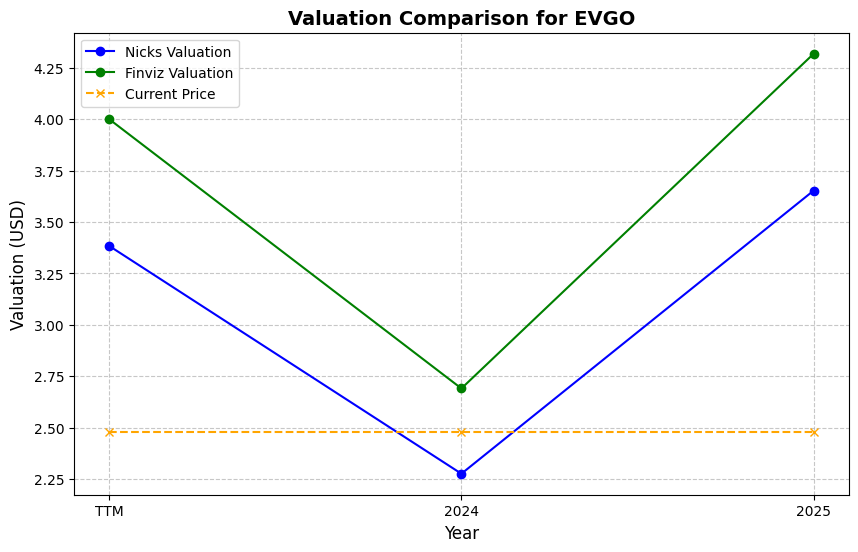 Valuation Comparison for EVGO
Nicks Valuation
Finviz Valuation
Current Price
Valuation (USD)
4.25
4.00
3.75
3.50
3.25
3.00
2.75
2.50
2.25
TTM
2024
2025
Year